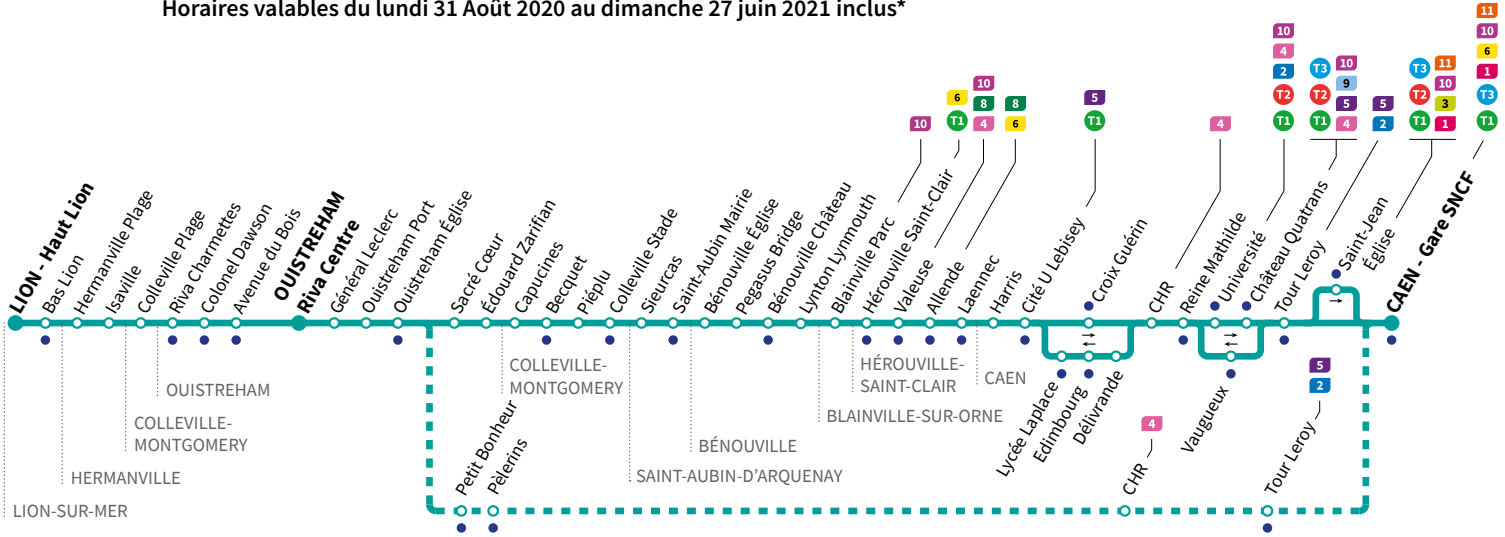 Horaires valables du lundi 31 Août 2020 au dimanche 27 juin 2021 inclus*
LION - Haut Lion
Bas Lion
Hermanville Plage
Isaville
Colleville Plage
Riva Charmettes
Colonel Dawson
Avenue du Bois
OUISTREHAM
Riva Centre
Général Leclerc
Ouistreham Port
Ouistreham Église
Sacré Cœur
Édouard Zarifian
Capucines
Becquet
Piéplu
Colleville Stade
Sieurcas
Saint-Aubin Mairie
Bénouville Église
Pegasus Bridge
Bénouville Château
Lynton Lynmouth
Blainville Parc
10
Hérouville Saint-Clair
6
T1
Valeuse
10
8
4
Allende
8
6
Laennec
Harris
Cité U Lebisey
5
T1
Croix Guérin
CHR
4
Reine Mathilde
Université
10
4
2
T2
T1
Château Quatrans
T3
T2
T1
10
9
5
4
Tour Leroy
5
2
Saint-Jean
Église
T3
T2
T1
11
10
3
1
CAEN - Gare SNCF
11
10
6
1
T3
T1
Lycée Laplace
Edimbourg
Délivrande
Vaugueux
Petit Bonheur
Pèlerins
CHR
4
Tour Leroy
5
2
LION-SUR-MER
HERMANVILLE
COLLEVILLE-
MONTGOMERY
OUISTREHAM
COLLEVILLE-
MONTGOMERY
SAINT-AUBIN-D'ARQUENAY
BÉNOUVILLE
BLAINVILLE-SUR-ORNE
HÉROUVILLE-
SAINT-CLAIR
CAEN